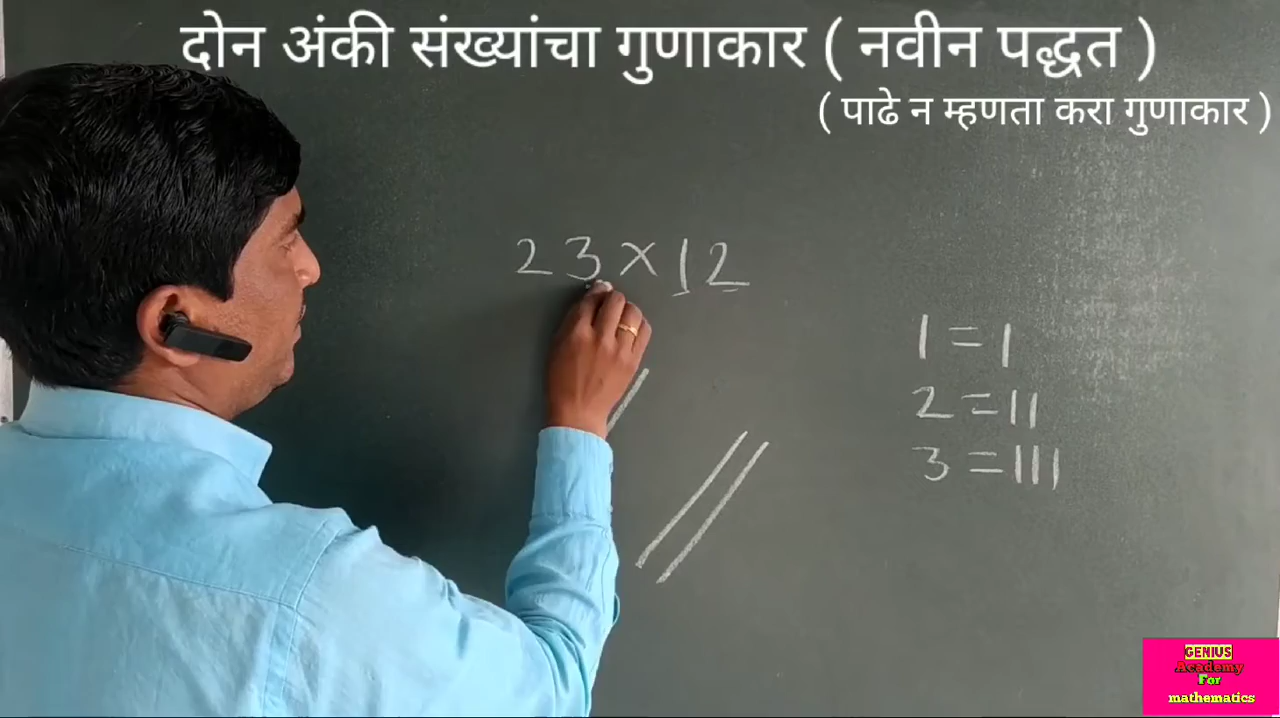 दोन अंकी संख्यांचा गुणाकार ( नवीन पद्धत )
( पाढे न म्हणता करा गुणाकार )
23×12
1=1
2=11
3=111
GENIUS
Academy
For
mathematics